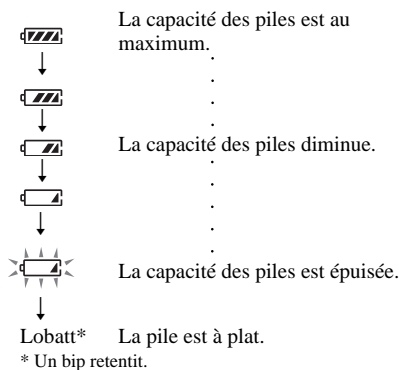 La capacité des piles est au
maximum.
La capacité des piles diminue.
La capacité des piles est épuisée.
Lobatt* La pile est à plat.
* Un bip retentit.